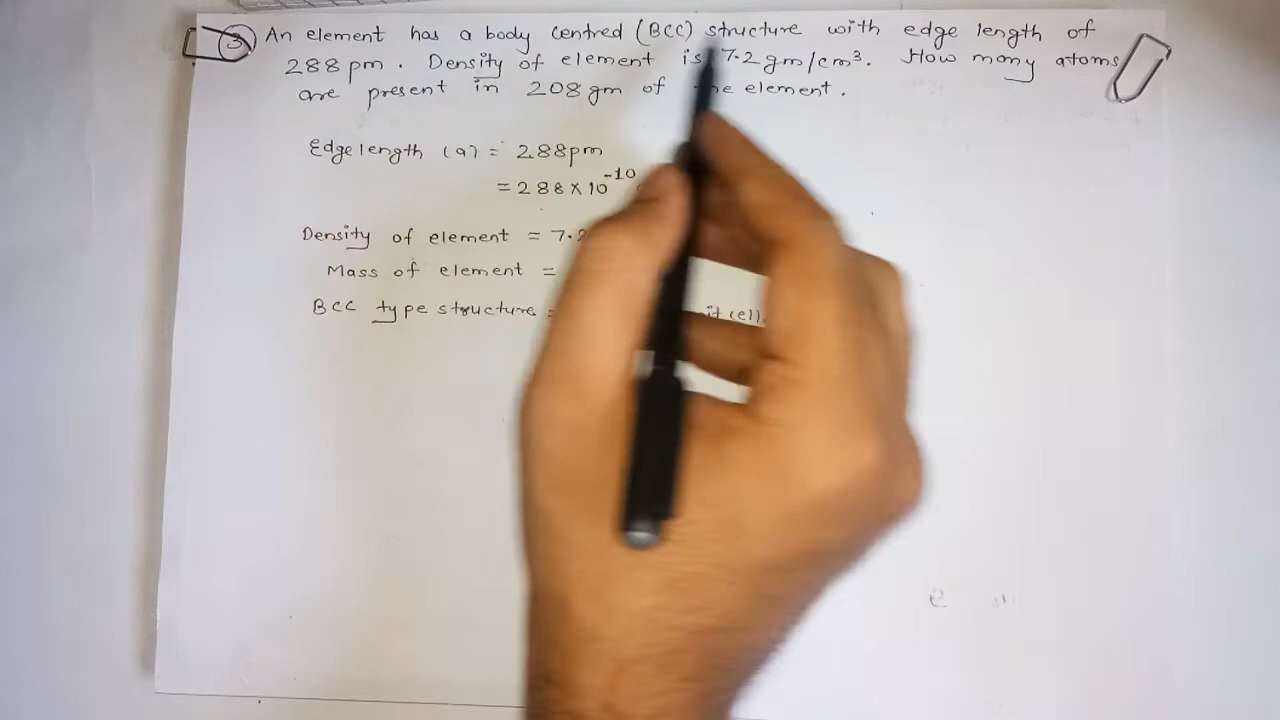 3 An element has a body centred (BCC) structure with edge length of
288 pm. Density of element is 7.2 gm/cm³. How many atoms
are present in 208 gm of element.
Edge length (a) = 288pm
= 288 × 10⁻¹⁰
Density of element = 7.2
Mass of element =
BCC type structure = cell.